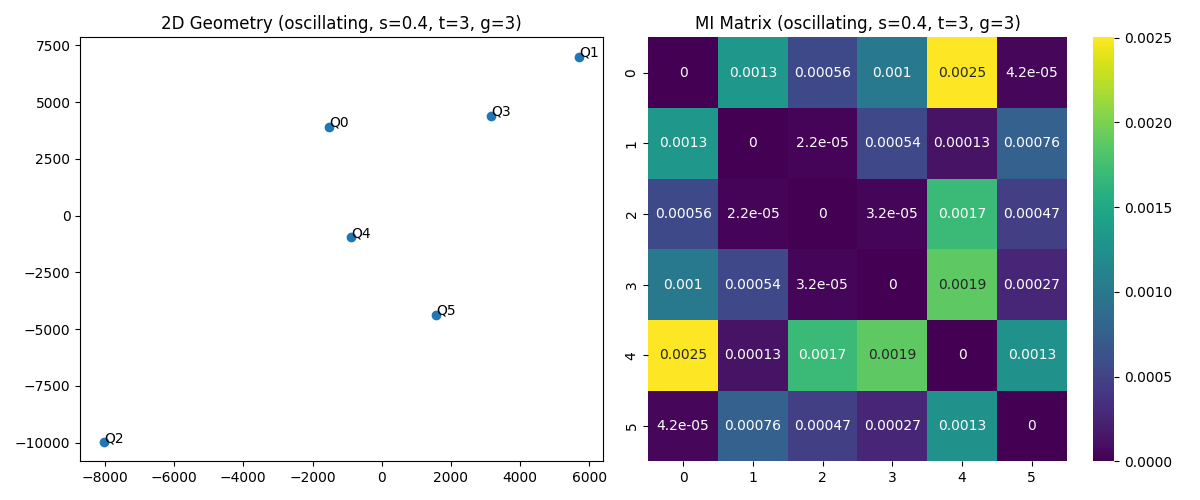 2D Geometry (oscillating, s=0.4, t=3, g=3)
7500
5000
2500
0
−2500
−5000
−7500
−10000
Q1
Q3
Q0
Q4
Q5
Q2
−8000 −6000 −4000 −2000 0 2000 4000 6000
MI Matrix (oscillating, s=0.4, t=3, g=3)
0 0 0.0013 0.00056 0.001 0.0025 4.2e-05
1 0.0013 0 2.2e-05 0.00054 0.00013 0.00076
2 0.00056 2.2e-05 0 3.2e-05 0.0017 0.00047
3 0.001 0.00054 3.2e-05 0 0.0019 0.00027
4 0.0025 0.00013 0.0017 0.0019 0 0.0013
5 4.2e-05 0.00076 0.00047 0.00027 0.0013 0
0 1 2 3 4 5
0.0025
0.0020
0.0015
0.0010
0.0005
0.0000